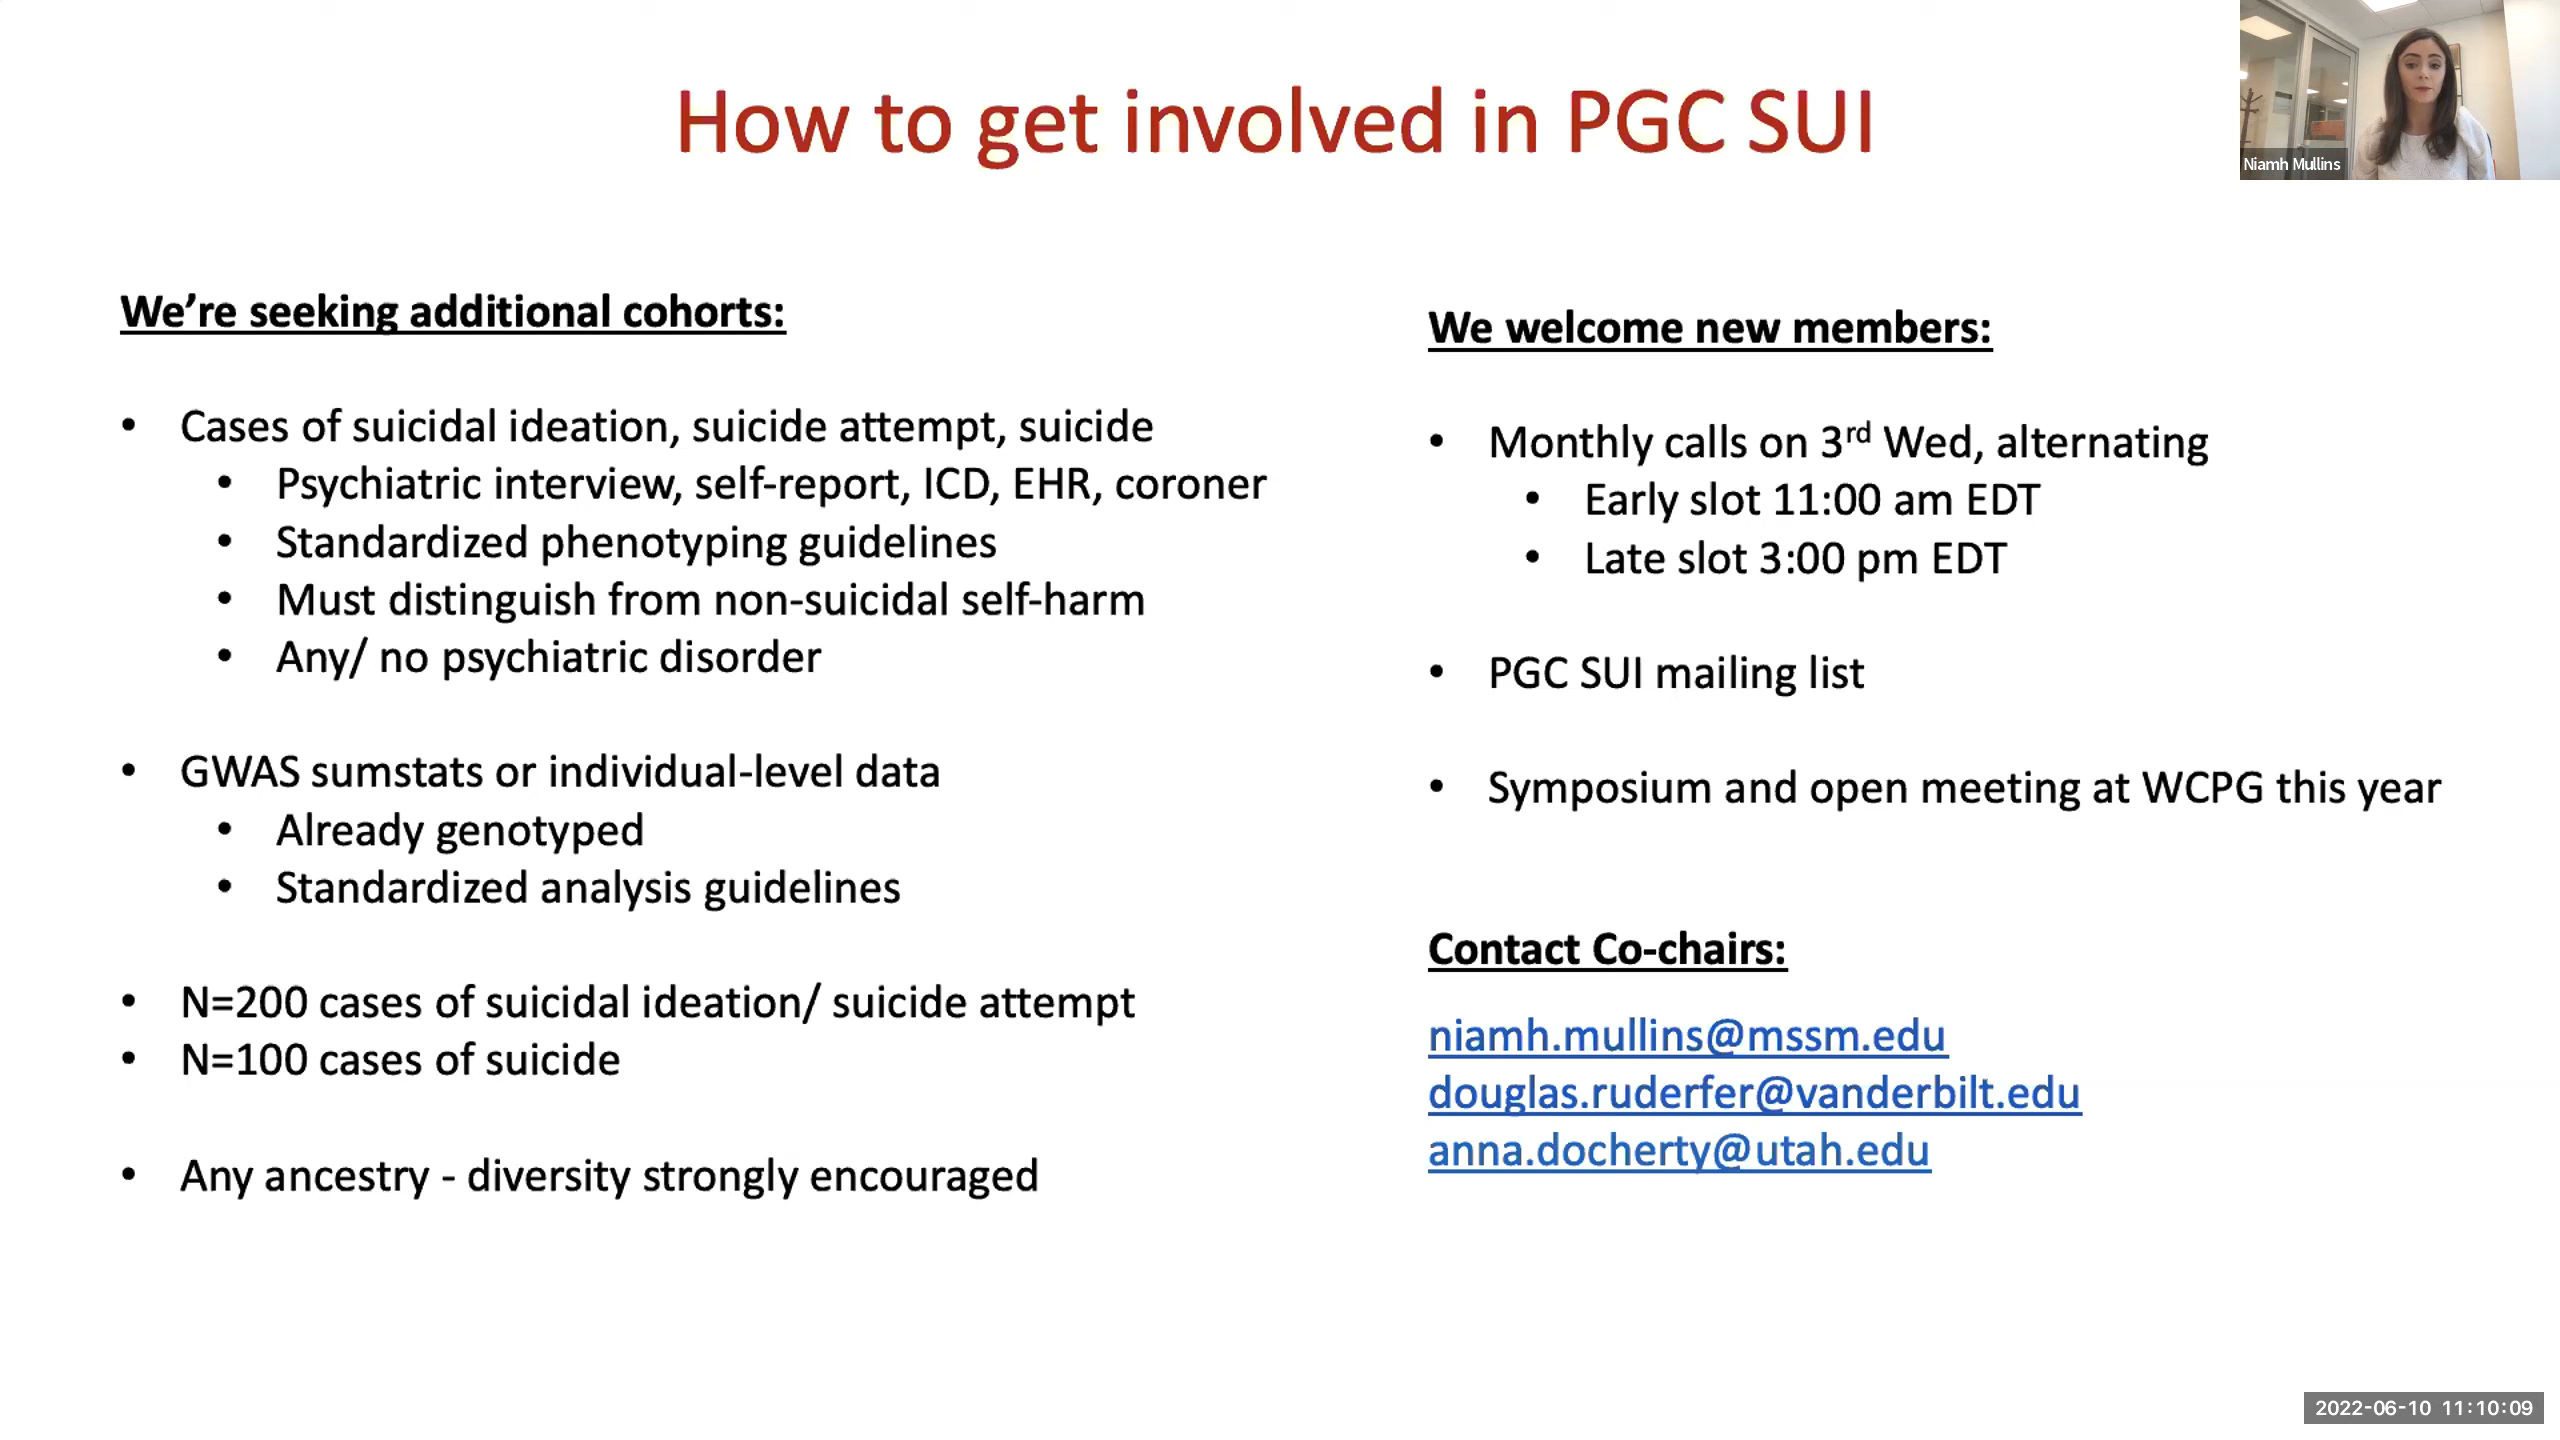 How to get involved in PGC SUI
Niamh Mullins
We’re seeking additional cohorts:
• Cases of suicidal ideation, suicide attempt, suicide
• Psychiatric interview, self-report, ICD, EHR, coroner
• Standardized phenotyping guidelines
• Must distinguish from non-suicidal self-harm
• Any/ no psychiatric disorder
• GWAS sumstats or individual-level data
• Already genotyped
• Standardized analysis guidelines
• N=200 cases of suicidal ideation/ suicide attempt
• N=100 cases of suicide
• Any ancestry - diversity strongly encouraged
We welcome new members:
• Monthly calls on 3rd Wed, alternating
• Early slot 11:00 am EDT
• Late slot 3:00 pm EDT
• PGC SUI mailing list
• Symposium and open meeting at WCPG this year
Contact Co-chairs:
niamh.mullins@mssm.edu
douglas.ruderfer@vanderbilt.edu
anna.docherty@utah.edu
2022-06-10 11:10:09